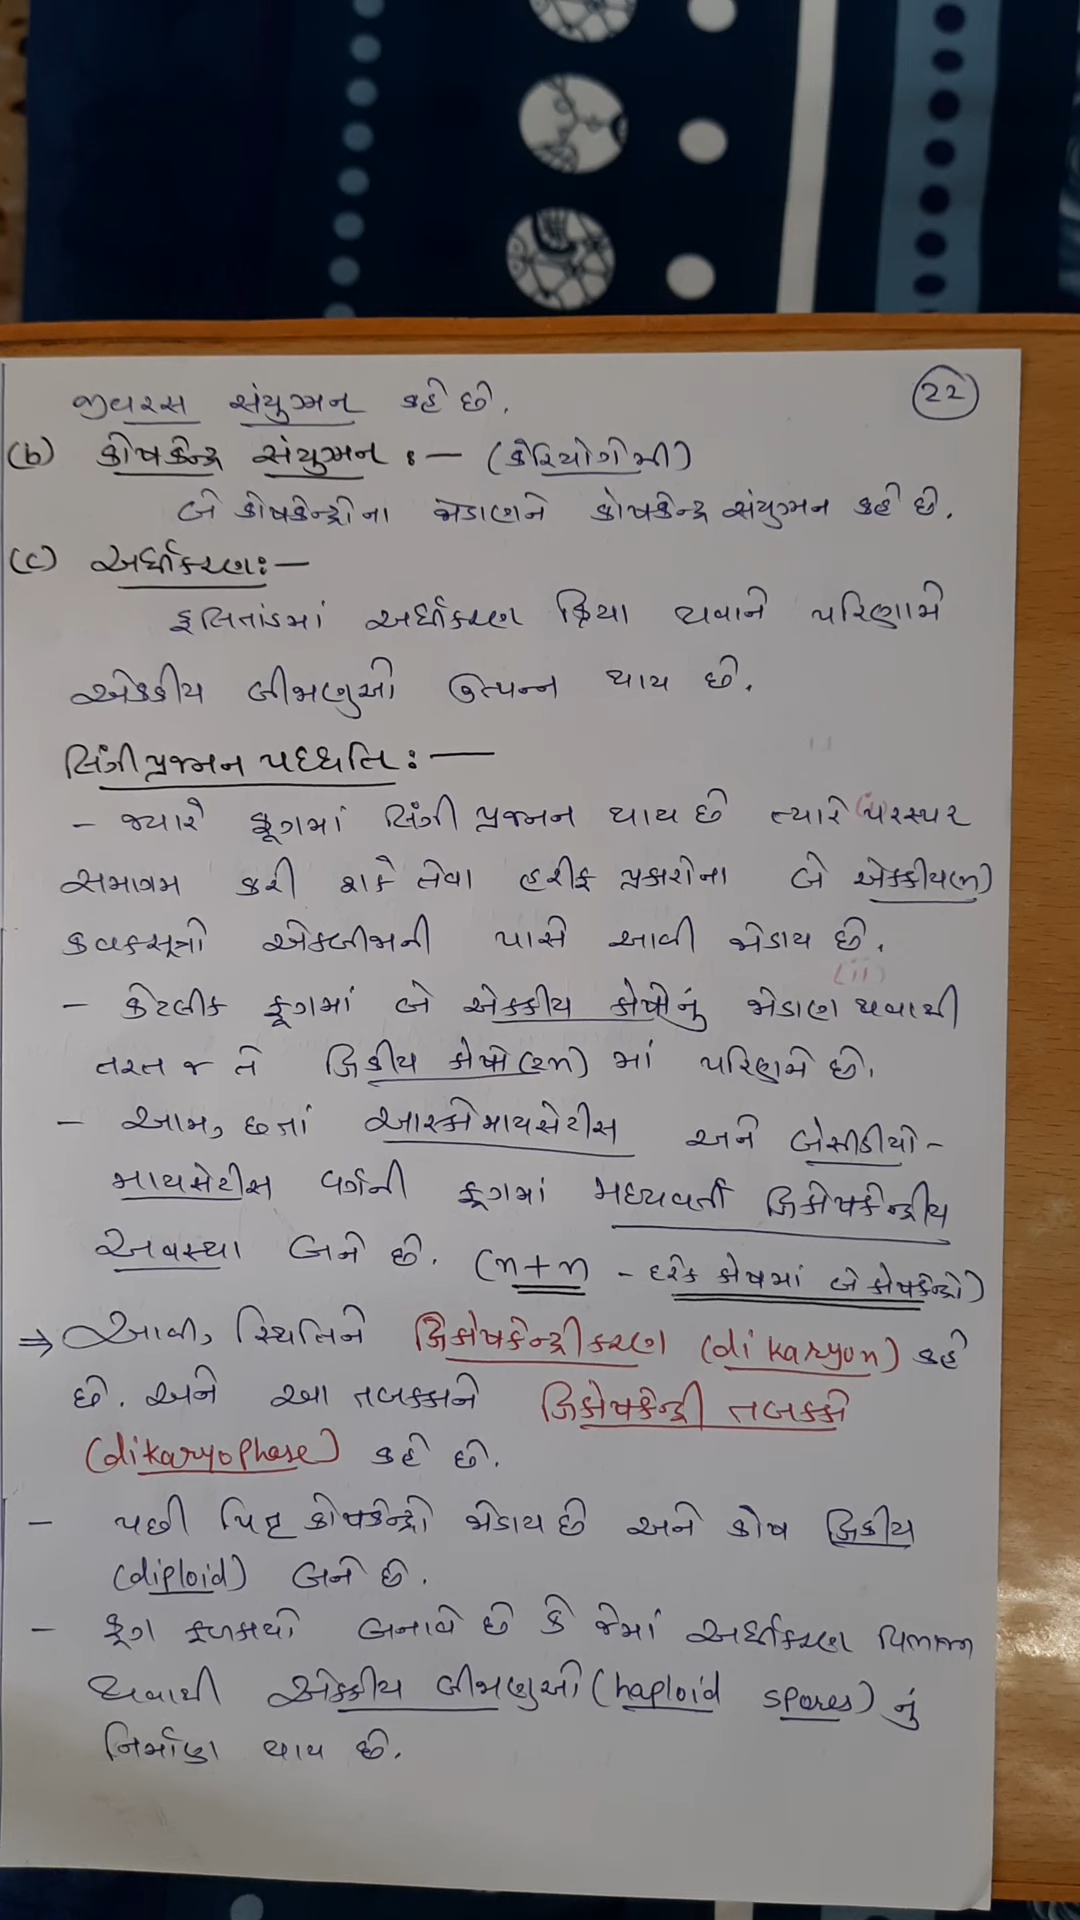 22
જીવરસ સંયુગ્મન કહે છે.
(b) કોષકેન્દ્ર સંયુગ્મન :— (કેરિયોગેમી)
બે કોષકેન્દ્રોના જોડાણને કોષકેન્દ્ર સંયુગ્મન કહે છે.
(c) અર્ધીકરણ:—
ફલિતાંડમાં અર્ધીકરણ ક્રિયા થવાને પરિણામે
એકકીય બીજાણુઓ ઉત્પન્ન થાય છે.
લિંગી પ્રજનન પદ્ધતિ :—
- જ્યારે ફૂગમાં લિંગી પ્રજનન થાય છે ત્યારે પરસ્પર
સમાગમ કરી શકે તેવા હરીફ પ્રકારોના બે એકકીય(n)
કવકસૂત્રો એકબીજાની પાસે આવી જોડાય છે.
(ii)
- કેટલીક ફૂગમાં બે એકકીય કોષોનું જોડાણ થવાથી
તરત જ તે દ્વિકીય કોષો(2n) માં પરિણમે છે.
- આમ, છતાં આસ્કોમાયસેટીસ અને બેસીડીયો-
માયસેટીસ વર્ગની ફૂગમાં મધ્યવર્તી દ્વિકોષકેન્દ્રીય
અવસ્થા બને છે. (n+n - દરેક કોષમાં બે કોષકેન્દ્રો)
⇒ આવી, સ્થિતિને દ્વિકોષકેન્દ્રીકરણ (dikaryon) કહે
છે. અને આ તબક્કાને દ્વિકોષકેન્દ્રી તબક્કો
(dikaryophase) કહે છે.
- પછી પિતૃ કોષકેન્દ્રો જોડાય છે અને કોષ દ્વિકીય
(diploid) બને છે.
- ફૂગ ફળકાયો બનાવે છે કે જેમાં અર્ધીકરણ વિભાજન
થવાથી એકકીય બીજાણુઓ (haploid spores) નું
નિર્માણ થાય છે.